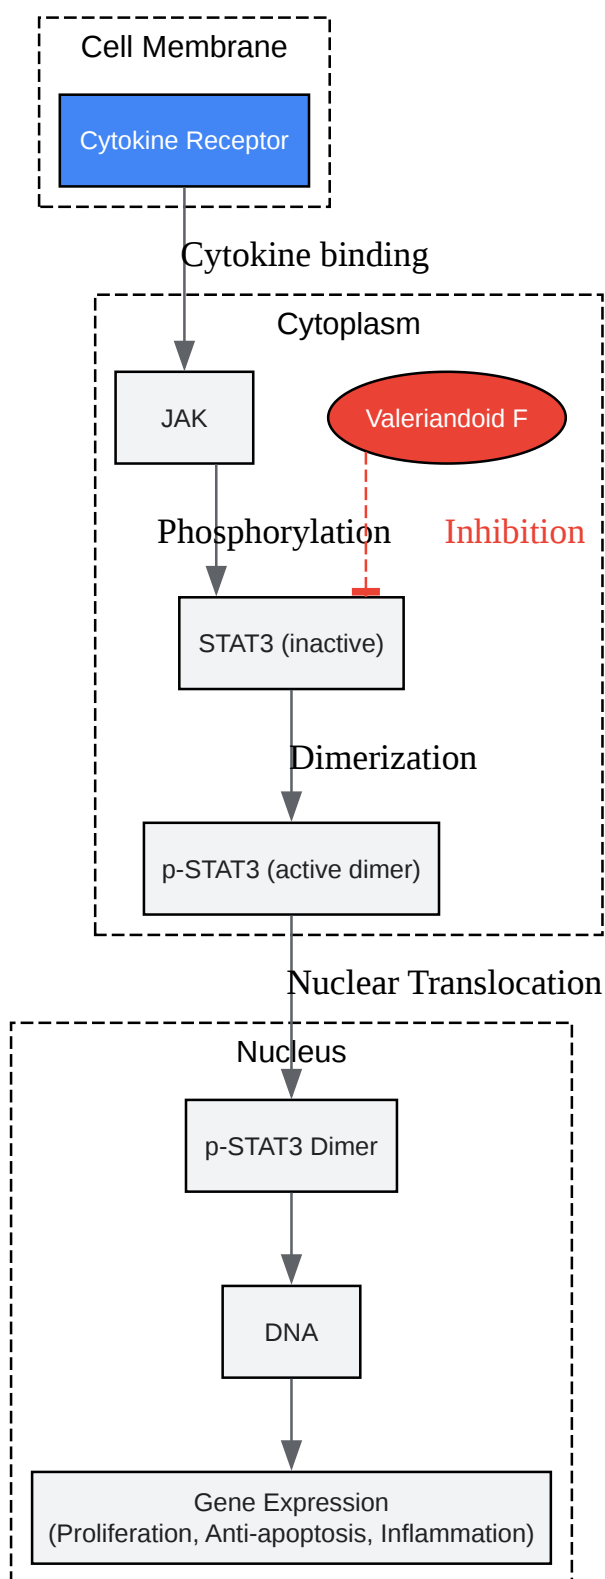 Cell Membrane
Cytokine Receptor
Cytokine binding
Cytoplasm
JAK
Valeriandoid F
Phosphorylation
Inhibition
STAT3 (inactive)
Dimerization
p-STAT3 (active dimer)
Nuclear Translocation
Nucleus
p-STAT3 Dimer
DNA
Gene Expression
(Proliferation, Anti-apoptosis, Inflammation)